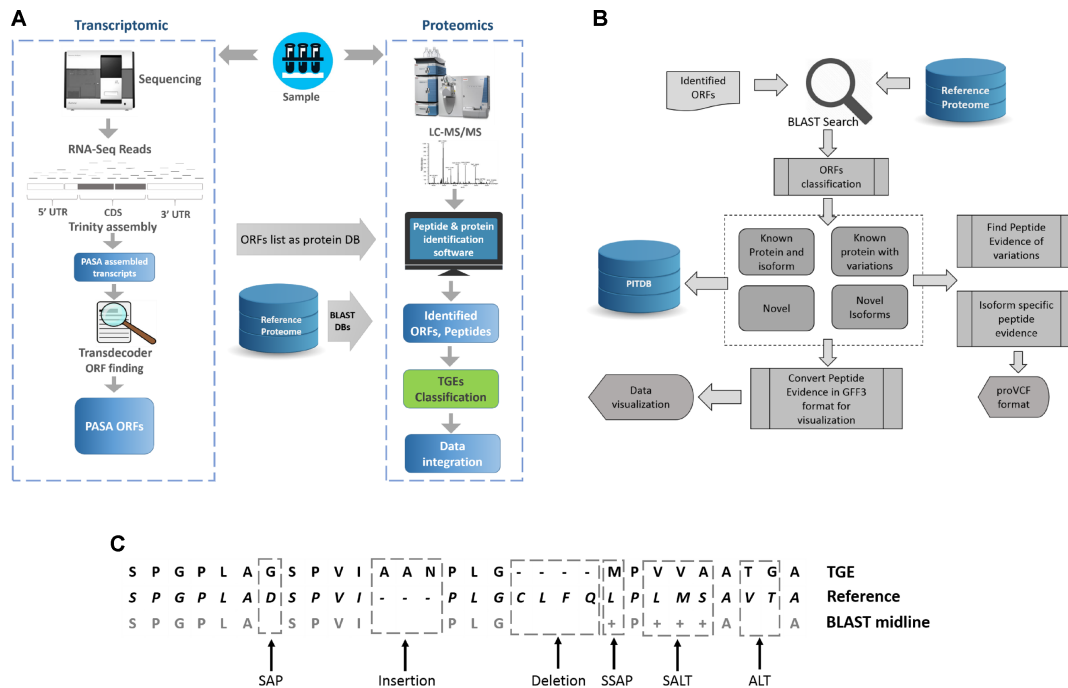 A
Transcriptomic
Sequencing
RNA-Seq Reads
5' UTR
CDS
3' UTR
Trinity assembly
PASA assembled
transcripts
Transdecoder
ORF finding
PASA ORFs
Sample
ORFs list as protein DB
Reference
Proteome
BLAST
DBs
Proteomics
LC-MS/MS
Peptide & protein
identification
software
Identified
ORFs, Peptides
TGEs
Classification
Data
integration
B
Identified
ORFs
BLAST Search
Reference
Proteome
ORFs
classification
Known
Protein and
isoform
Known
protein with
variations
Novel
Novel
Isoforms
PITDB
Find Peptide
Evidence of
variations
Isoform specific
peptide
evidence
proVCF
format
Convert Peptide
Evidence in GFF3
format for
visualization
Data
visualization
C
S P G P L A G S P V I A A N P L G - - - - M P V V A A T G A TGE
S P G P L A D S P V I - - - P L G C L F Q L P L M S A V T A Reference
S P G P L A S P V I P L G + P + + + A A BLAST midline
SAP Insertion Deletion SSAP SALT ALT